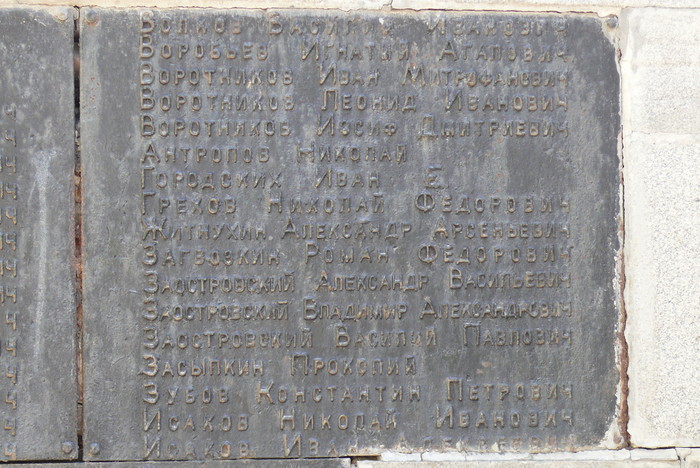 Волков Василий Иванович
Воробьев Игнатий Агапович
Воротников Иван Митрофанович
Воротников Леонид Иванович
Воротников Иосиф Дмитриевич
Антропов Николай
Городских Иван Е.
Грехов Николай Федорович
Житнухин Александр Арсеньевич
Загвозкин Роман Федорович
Заостровский Александр Васильевич
Заостровский Владимир Александрович
Заостровский Василий Павлович
Засыпкин Прокопий
Зубов Константин Петрович
Исаков Николай Иванович
Исаков Иван